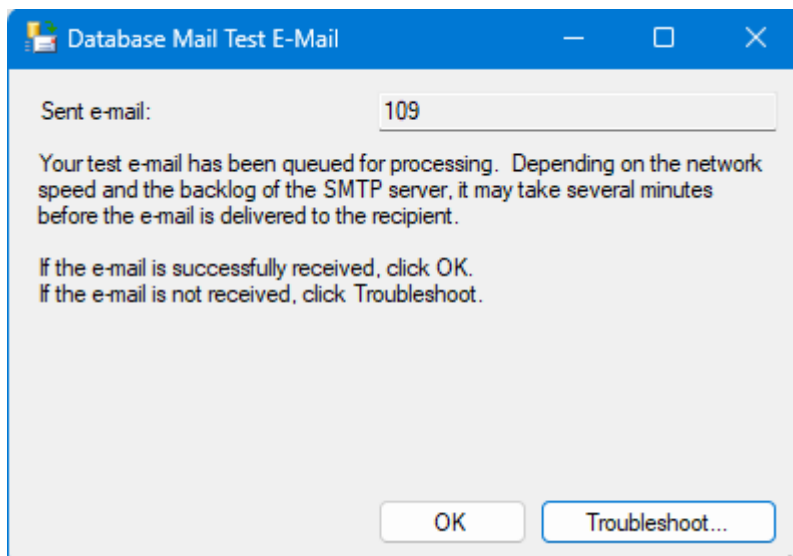 Database Mail Test E-Mail
Sent e-mail:
109
Your test e-mail has been queued for processing.  Depending on the network
speed and the backlog of the SMTP server, it may take several minutes
before the e-mail is delivered to the recipient.
If the e-mail is successfully received, click OK.
If the e-mail is not received, click Troubleshoot.
OK
Troubleshoot...